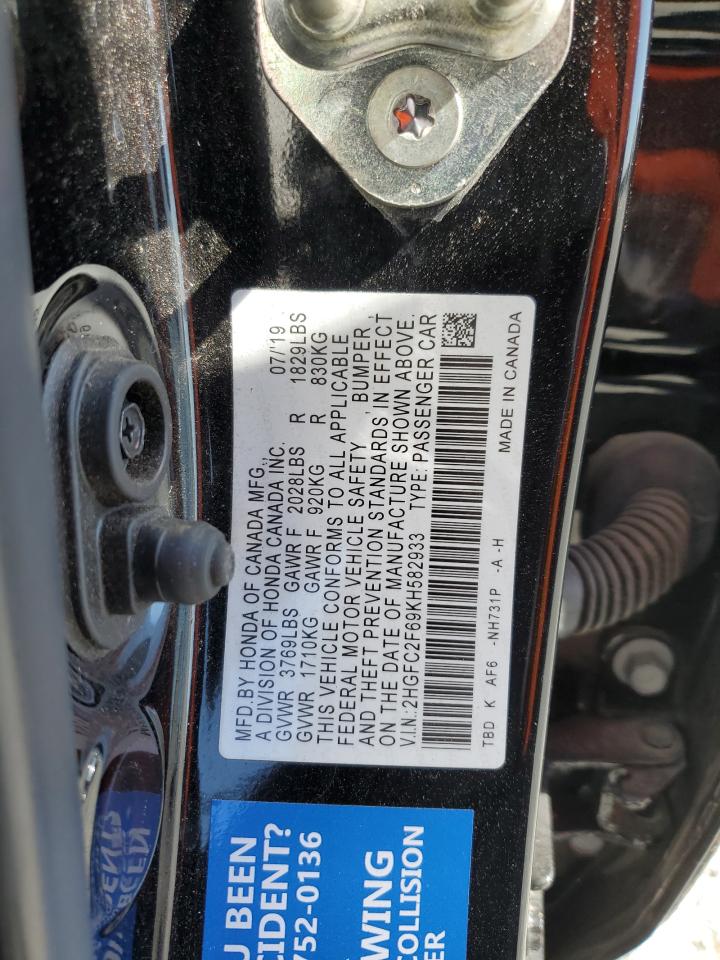 MFD.BY HONDA OF CANADA MFG., 07/19
A DIVISION OF HONDA CANADA INC.
GVWR 3769LBS GAWR F 2028LBS R 1829LBS
GVWR 1710KG GAWR F 920KG R 830KG
THIS VEHICLE CONFORMS TO ALL APPLICABLE
FEDERAL MOTOR VEHICLE SAFETY, BUMPER,
AND THEFT PREVENTION STANDARDS IN EFFECT
ON THE DATE OF MANUFACTURE SHOWN ABOVE.
V.I.N.:2HGFC2F69KH582933 TYPE:PASSENGER CAR
TBD K AF6 -NH731P -A -H MADE IN CANADA
U BEEN
CIDENT?
752-0136
WING
COLLISION
ER